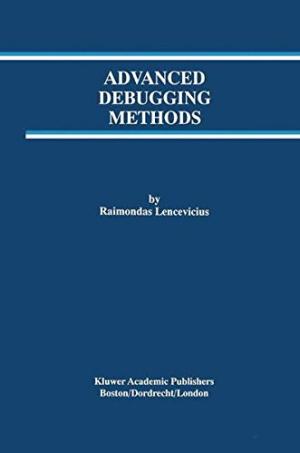 ADVANCED
DEBUGGING
METHODS
by
Raimondas Lencevicius
Kluwer Academic Publishers
Boston/Dordrecht/London